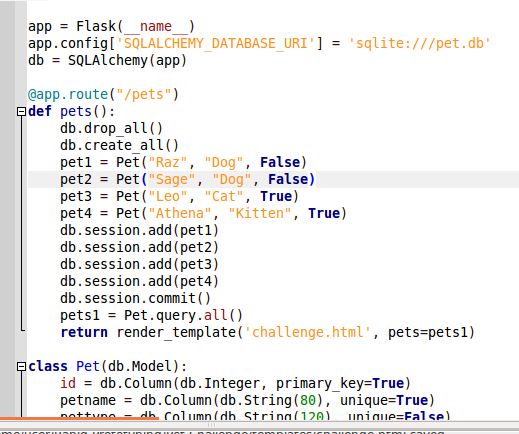 app = Flask(__name__)
app.config['SQLALCHEMY_DATABASE_URI'] = 'sqlite:///pet.db'
db = SQLAlchemy(app)
@app.route("/pets")
def pets():
db.drop_all()
db.create_all()
pet1 = Pet("Raz", "Dog", False)
pet2 = Pet("Sage", "Dog", False)
pet3 = Pet("Leo", "Cat", True)
pet4 = Pet("Athena", "Kitten", True)
db.session.add(pet1)
db.session.add(pet2)
db.session.add(pet3)
db.session.add(pet4)
db.session.commit()
pets1 = Pet.query.all()
return render_template('challenge.html', pets=pets1)
class Pet(db.Model):
id = db.Column(db.Integer, primary_key=True)
petname = db.Column(db.String(80), unique=True)
pettype = db.Column(db.String(120), unique=False)